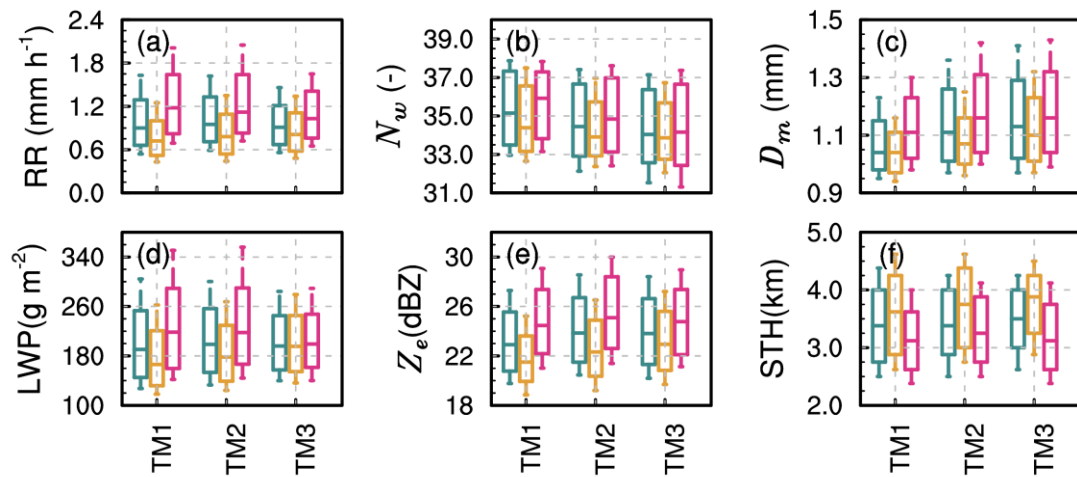 (a)
RR (mm h⁻¹)
2.4
1.8
1.2
0.6
0.0
(b)
N_w (-)
39.0
37.0
35.0
33.0
31.0
(c)
D_m (mm)
1.5
1.3
1.1
0.9
(d)
LWP(g m⁻²)
340
260
180
100
TM1
TM2
TM3
(e)
Z_e(dBZ)
30
26
22
18
TM1
TM2
TM3
(f)
STH(km)
5.0
4.0
3.0
2.0
TM1
TM2
TM3